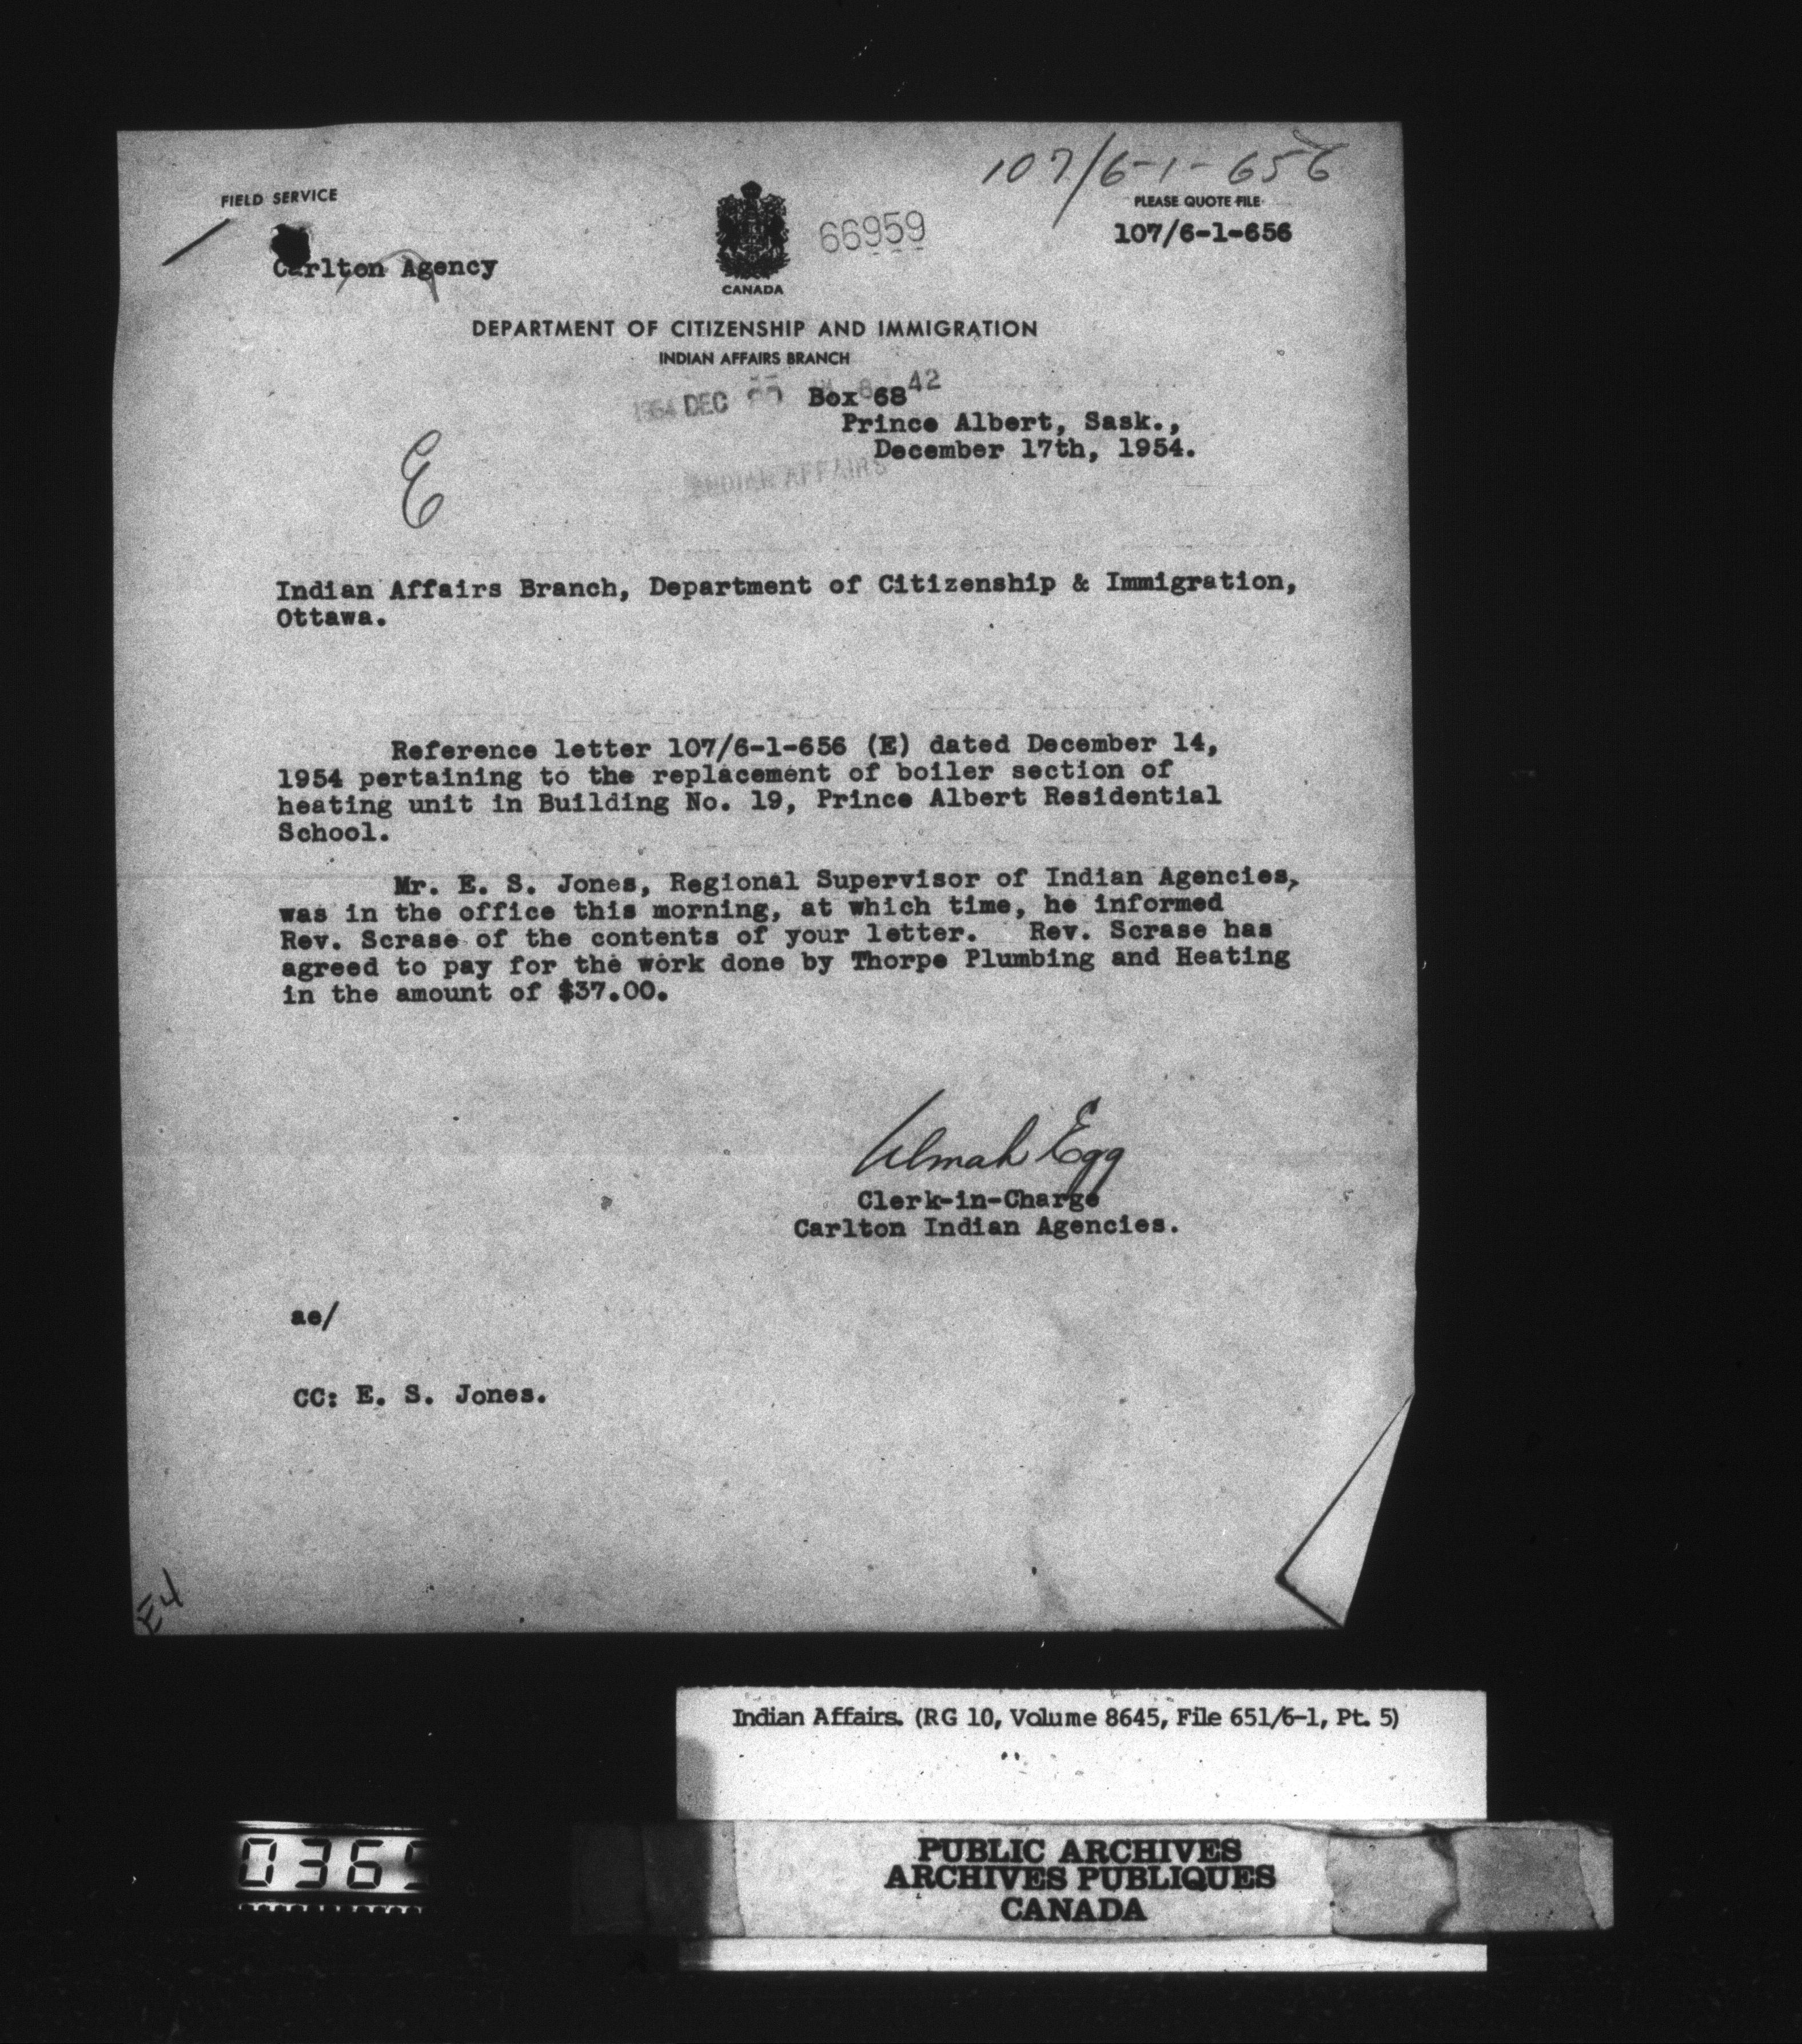 107/6-1-656
FIELD SERVICE
PLEASE QUOTE FILE
66959
107/6-1-656
Carlton Agency
CANADA
DEPARTMENT OF CITIZENSHIP AND IMMIGRATION
INDIAN AFFAIRS BRANCH
1954 DEC 42
Box 68
Prince Albert, Sask.,
December 17th, 1954.
E
INDIAN AFFAIRS
Indian Affairs Branch, Department of Citizenship & Immigration,
Ottawa.
Reference letter 107/6-1-656 (E) dated December 14,
1954 pertaining to the replacement of boiler section of
heating unit in Building No. 19, Prince Albert Residential
School.
Mr. E. S. Jones, Regional Supervisor of Indian Agencies,
was in the office this morning, at which time, he informed
Rev. Scrase of the contents of your letter. Rev. Scrase has
agreed to pay for the work done by Thorpe Plumbing and Heating
in the amount of $37.00.
Egg
Clerk-in-Charge
Carlton Indian Agencies.
ae/
CC: E. S. Jones.
E4
Indian Affairs. (RG 10, Volume 8645, File 651/6-1, Pt. 5)
036
PUBLIC ARCHIVES
ARCHIVES PUBLIQUES
CANADA